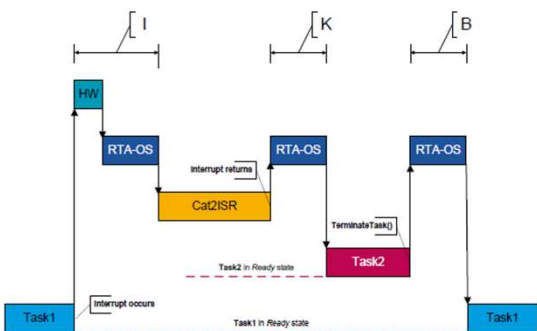 I K B
HW
RTA-OS RTA-OS RTA-OS
Interrupt returns
Cat2ISR
TerminateTask()
Task2
Task2 in Ready state
Task1 Interrupt occurs Task1
Task1 in Ready state